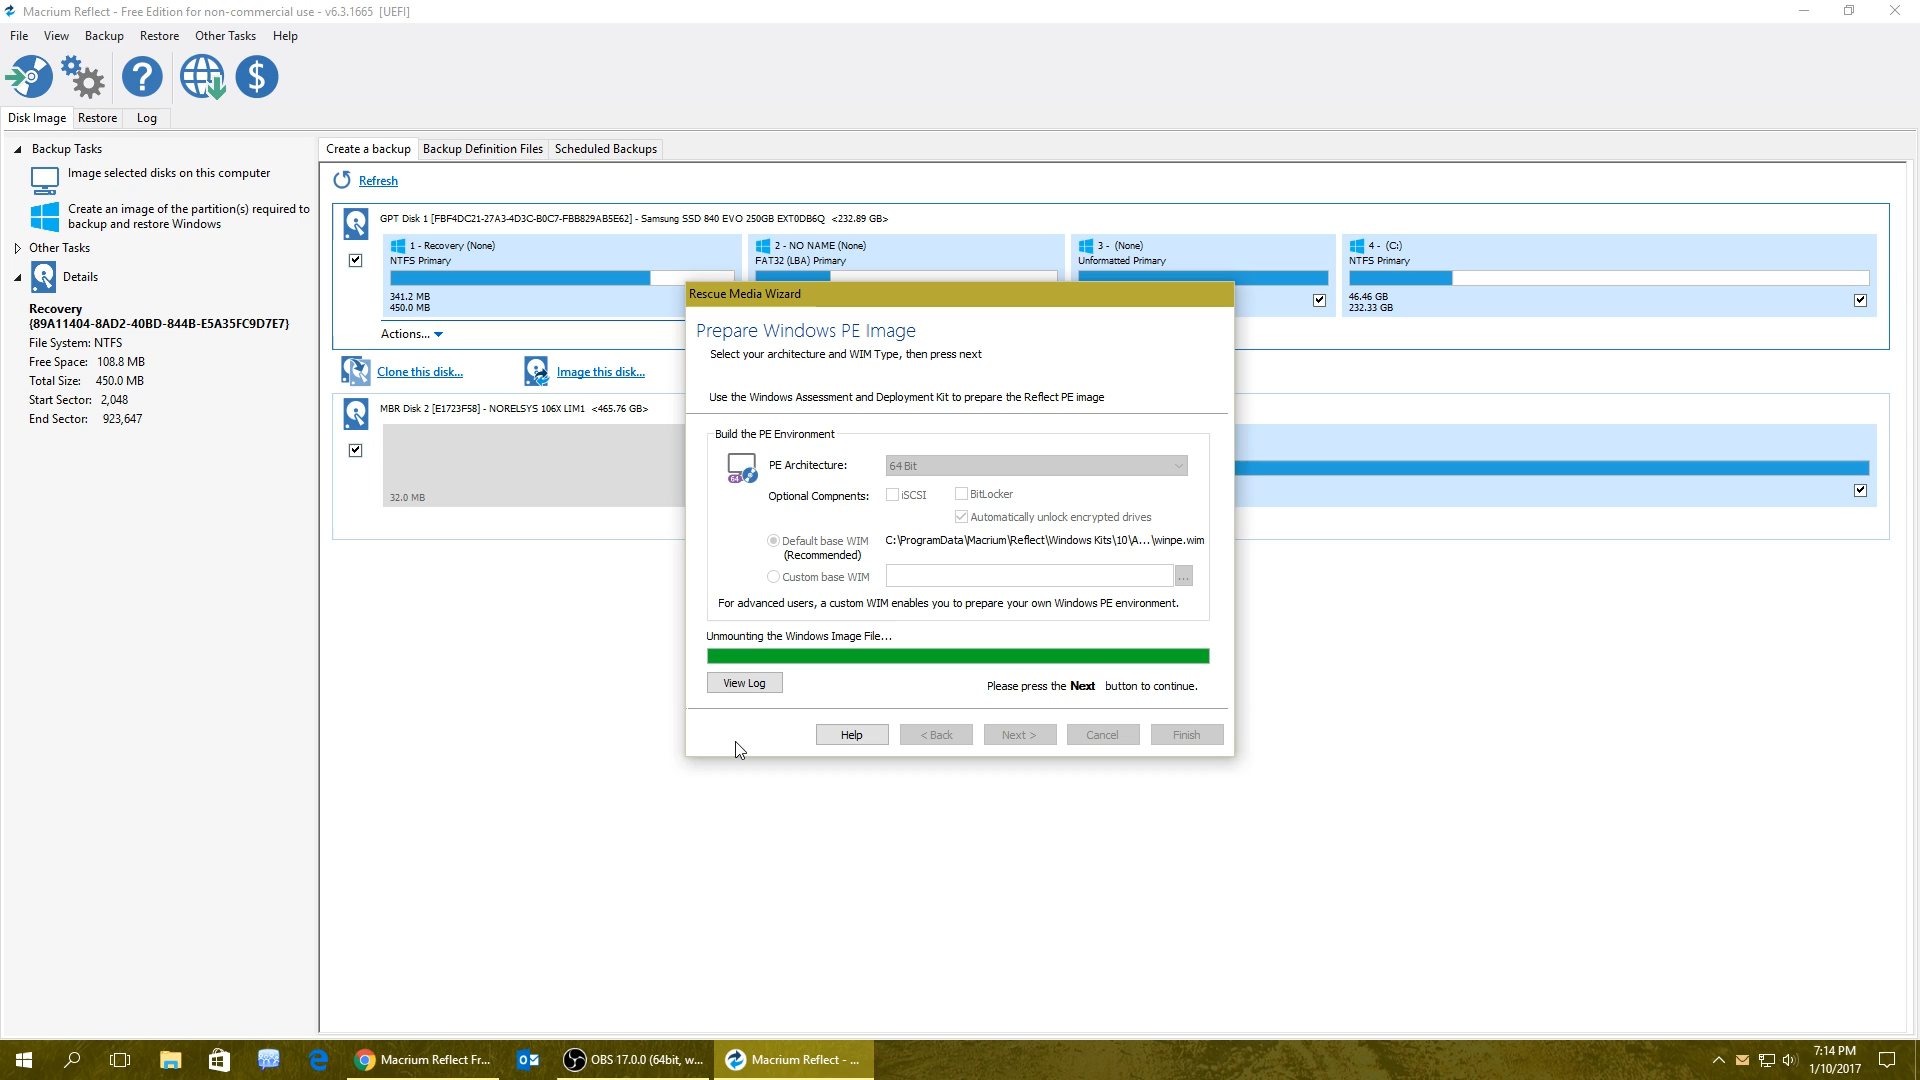 Macrium Reflect - Free Edition for non-commercial use - v6.3.1665 [UEFI]
File View Backup Restore Other Tasks Help
Disk Image Restore Log
Backup Tasks
Image selected disks on this computer
Create an image of the partition(s) required to
backup and restore Windows
Other Tasks
Details
Recovery
{89A11404-8AD2-40BD-844B-E5A35FC9D7E7}
File System: NTFS
Free Space: 108.8 MB
Total Size: 450.0 MB
Start Sector: 2,048
End Sector: 923,647
Create a backup Backup Definition Files Scheduled Backups
Refresh
GPT Disk 1 [FBF4DC21-27A3-4D3C-B0C7-FBB829AB5E62] - Samsung SSD 840 EVO 250GB EXT0DB6Q <232.89 GB>
1 - Recovery (None)
NTFS Primary
341.2 MB
450.0 MB
2 - NO NAME (None)
FAT32 (LBA) Primary
3 - (None)
Unformatted Primary
4 - (C:)
NTFS Primary
46.46 GB
232.33 GB
Actions...
Clone this disk... Image this disk...
MBR Disk 2 [E1723F58] - NORELSYS 106X LIM1 <465.76 GB>
32.0 MB
Rescue Media Wizard
Prepare Windows PE Image
Select your architecture and WIM Type, then press next
Use the Windows Assessment and Deployment Kit to prepare the Reflect PE image
Build the PE Environment
64
PE Architecture: 64 Bit
Optional Compnents: iSCSI BitLocker
Automatically unlock encrypted drives
Default base WIM C:\ProgramData\Macrium\Reflect\Windows Kits\10\A...\winpe.wim
(Recommended)
Custom base WIM ...
For advanced users, a custom WIM enables you to prepare your own Windows PE environment.
Unmounting the Windows Image File...
View Log Please press the Next button to continue.
Help < Back Next > Cancel Finish
Macrium Reflect Fr... OBS 17.0.0 (64bit, w... Macrium Reflect - ...
7:14 PM
1/10/2017